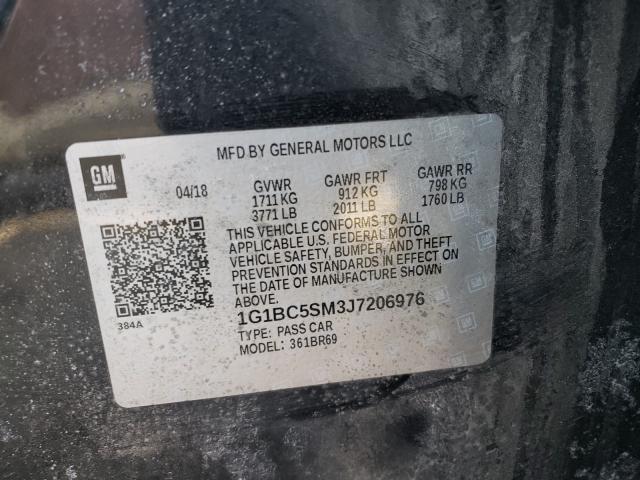 MFD BY GENERAL MOTORS LLC
GM
04/18 GVWR GAWR FRT GAWR RR
1711 KG 912 KG 798 KG
3771 LB 2011 LB 1760 LB
THIS VEHICLE CONFORMS TO ALL
APPLICABLE U.S. FEDERAL MOTOR
VEHICLE SAFETY, BUMPER, AND THEFT
PREVENTION STANDARDS IN EFFECT ON
THE DATE OF MANUFACTURE SHOWN
ABOVE.
384A
1G1BC5SM3J7206976
TYPE: PASS CAR
MODEL: 361BR69